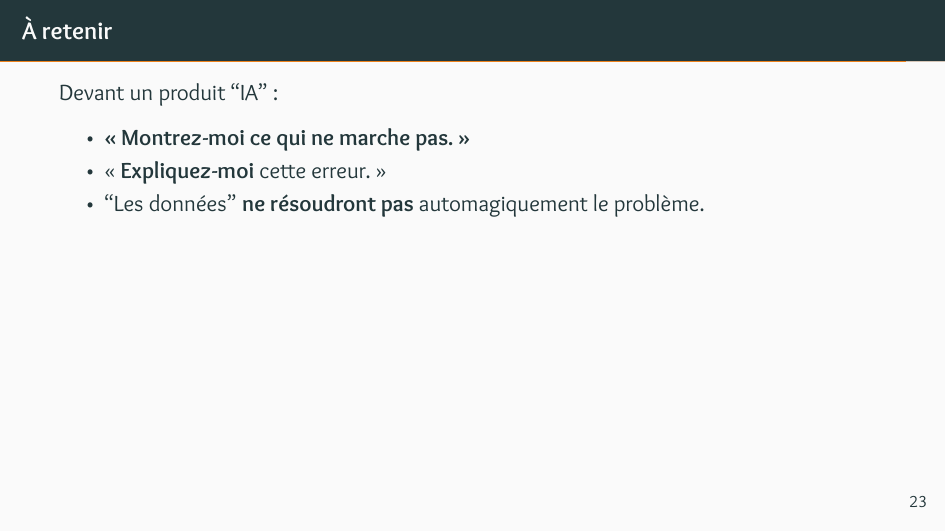 À retenir
Devant un produit “IA” :
• « Montrez-moi ce qui ne marche pas. »
• « Expliquez-moi cette erreur. »
• “Les données” ne résoudront pas automagiquement le problème.
23